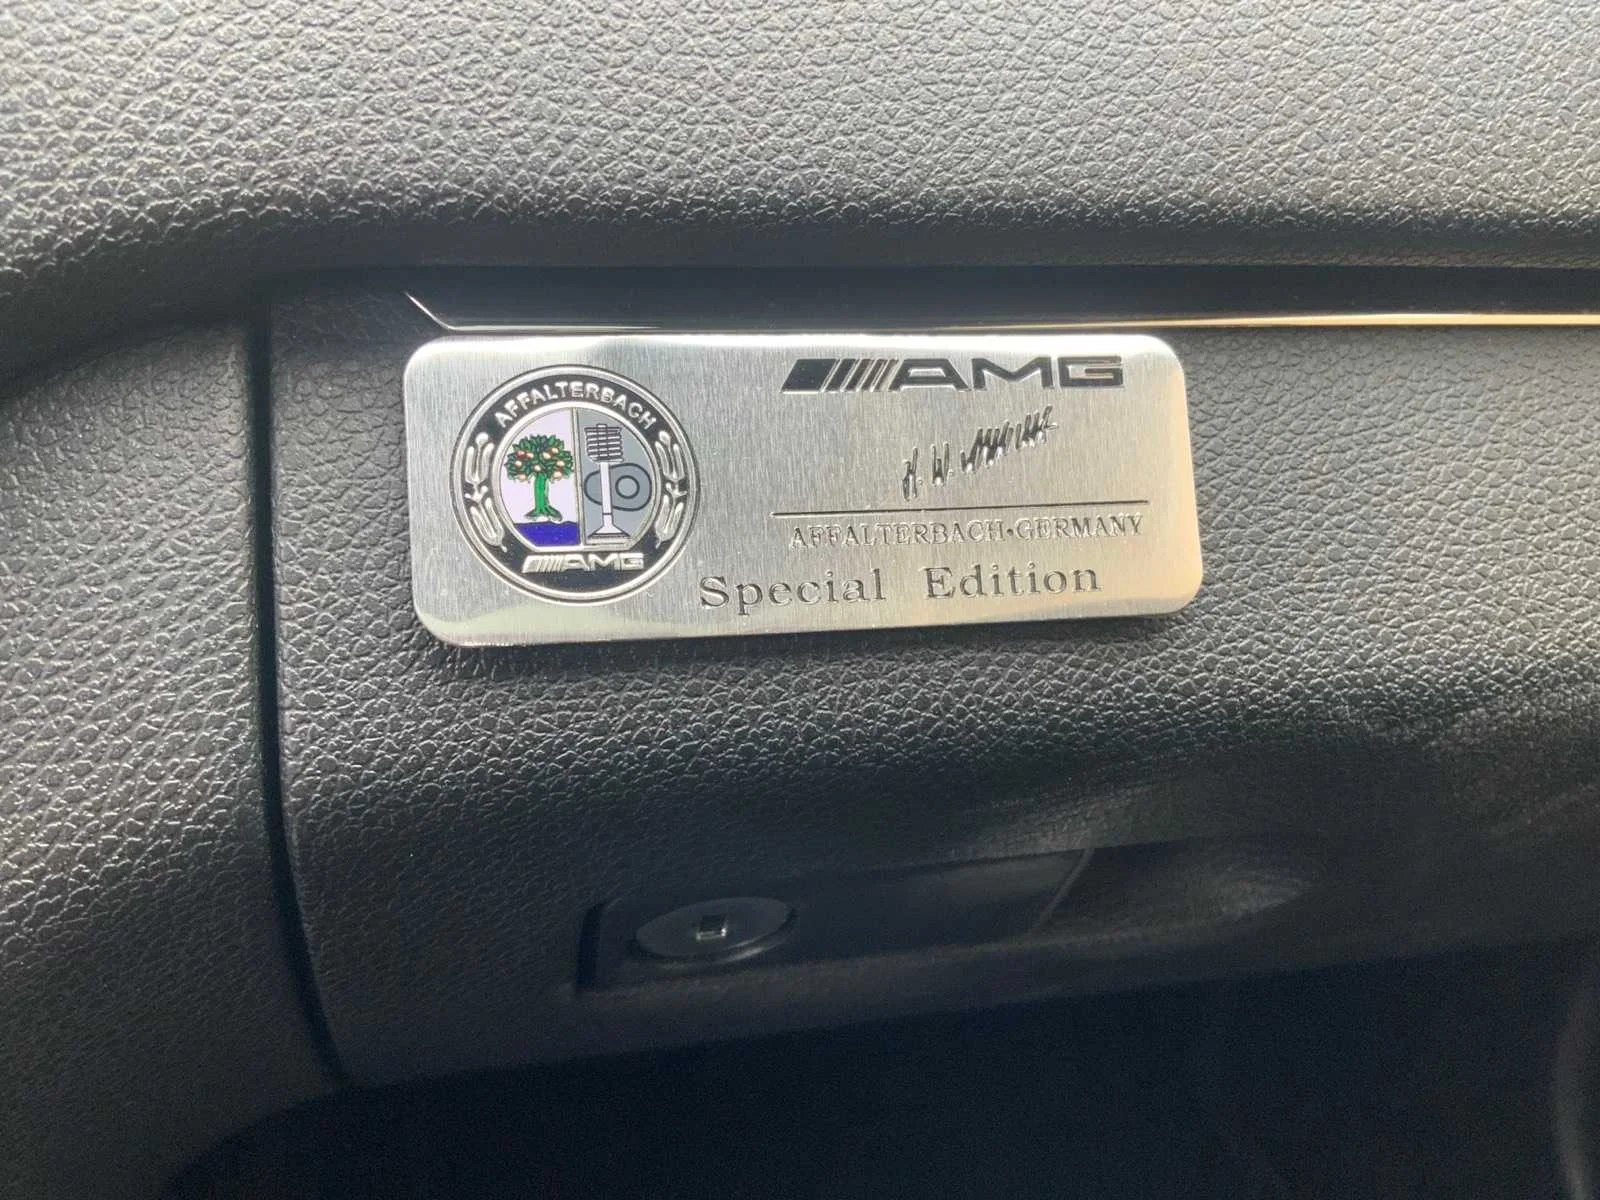 AFFALTERBACH
AMG
AMG
AFFALTERBACH·GERMANY
Special Edition